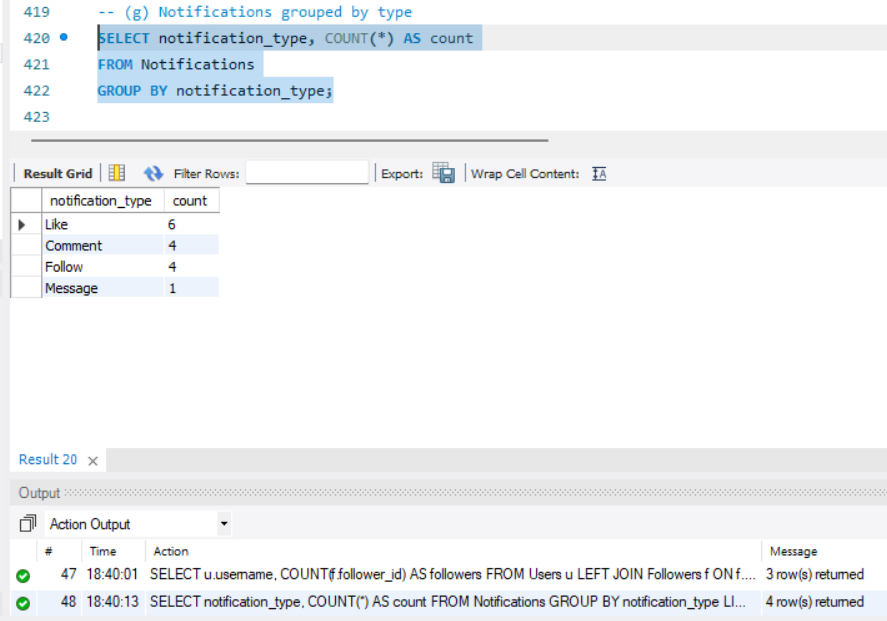 419 -- (g) Notifications grouped by type
420 SELECT notification_type, COUNT(*) AS count
421 FROM Notifications
422 GROUP BY notification_type;
423
Result Grid Filter Rows: Export: Wrap Cell Content: IA
notification_type count
Like 6
Comment 4
Follow 4
Message 1
Result 20 ×
Output
Action Output
# Time Action Message
47 18:40:01 SELECT u.username, COUNT(f.follower_id) AS followers FROM Users u LEFT JOIN Followers f ON f.... 3 row(s) returned
48 18:40:13 SELECT notification_type, COUNT(*) AS count FROM Notifications GROUP BY notification_type LI... 4 row(s) returned